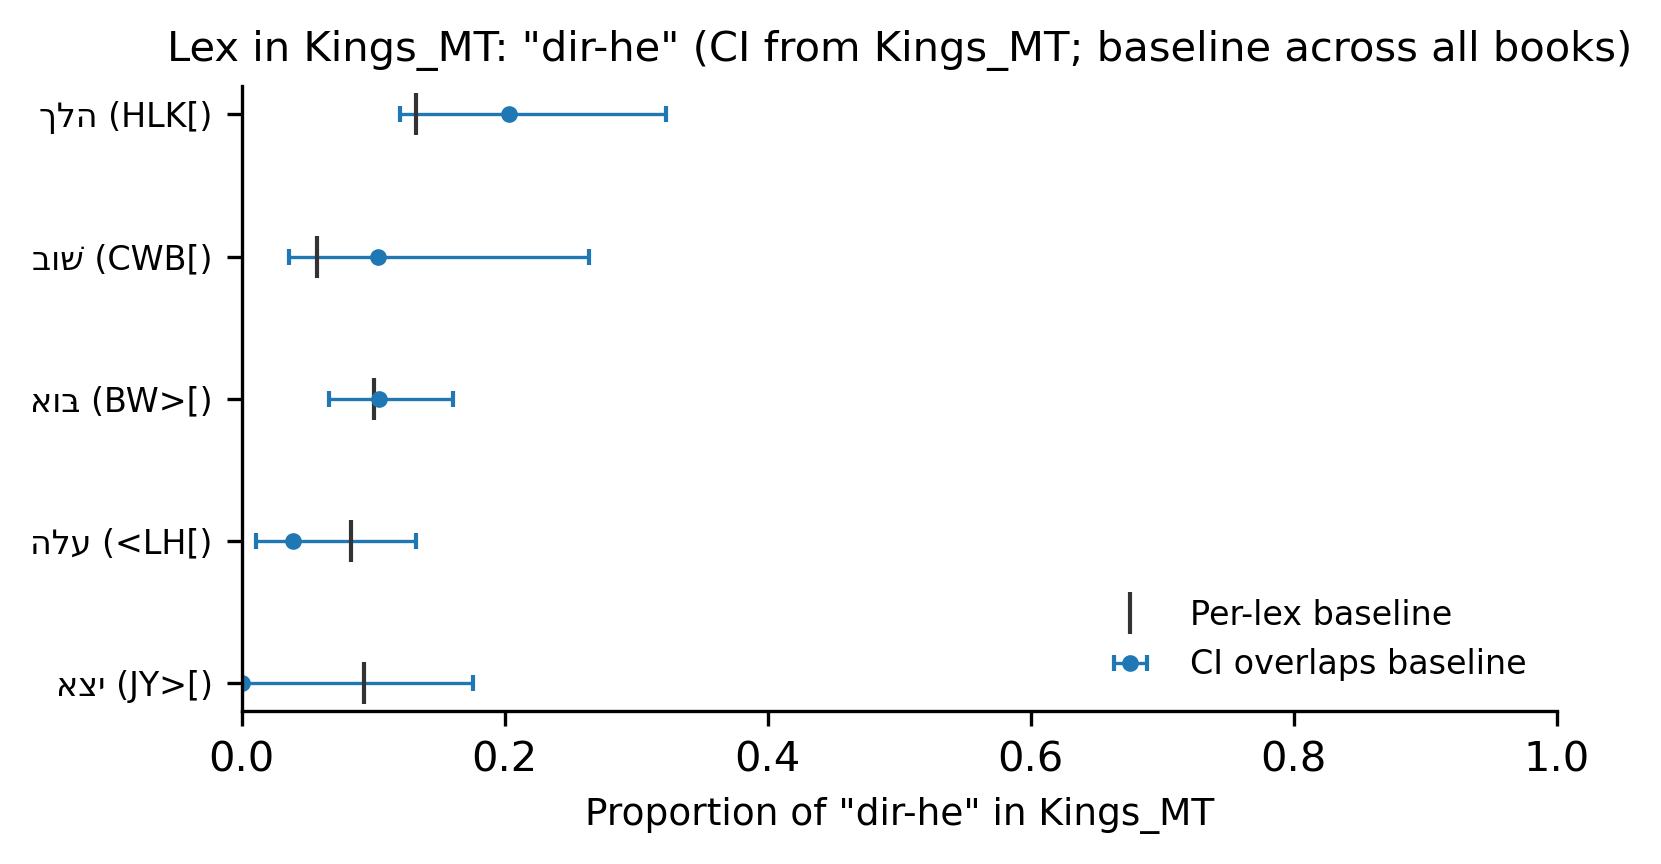 Lex in Kings_MT: "dir-he" (CI from Kings_MT; baseline across all books)
הלך (HLK[)
שׁוב (CWB[)
בוא (BW>[)
עלה (<LH[)
יצא (JY>[)
Per-lex baseline
CI overlaps baseline
0.0 0.2 0.4 0.6 0.8 1.0
Proportion of "dir-he" in Kings_MT